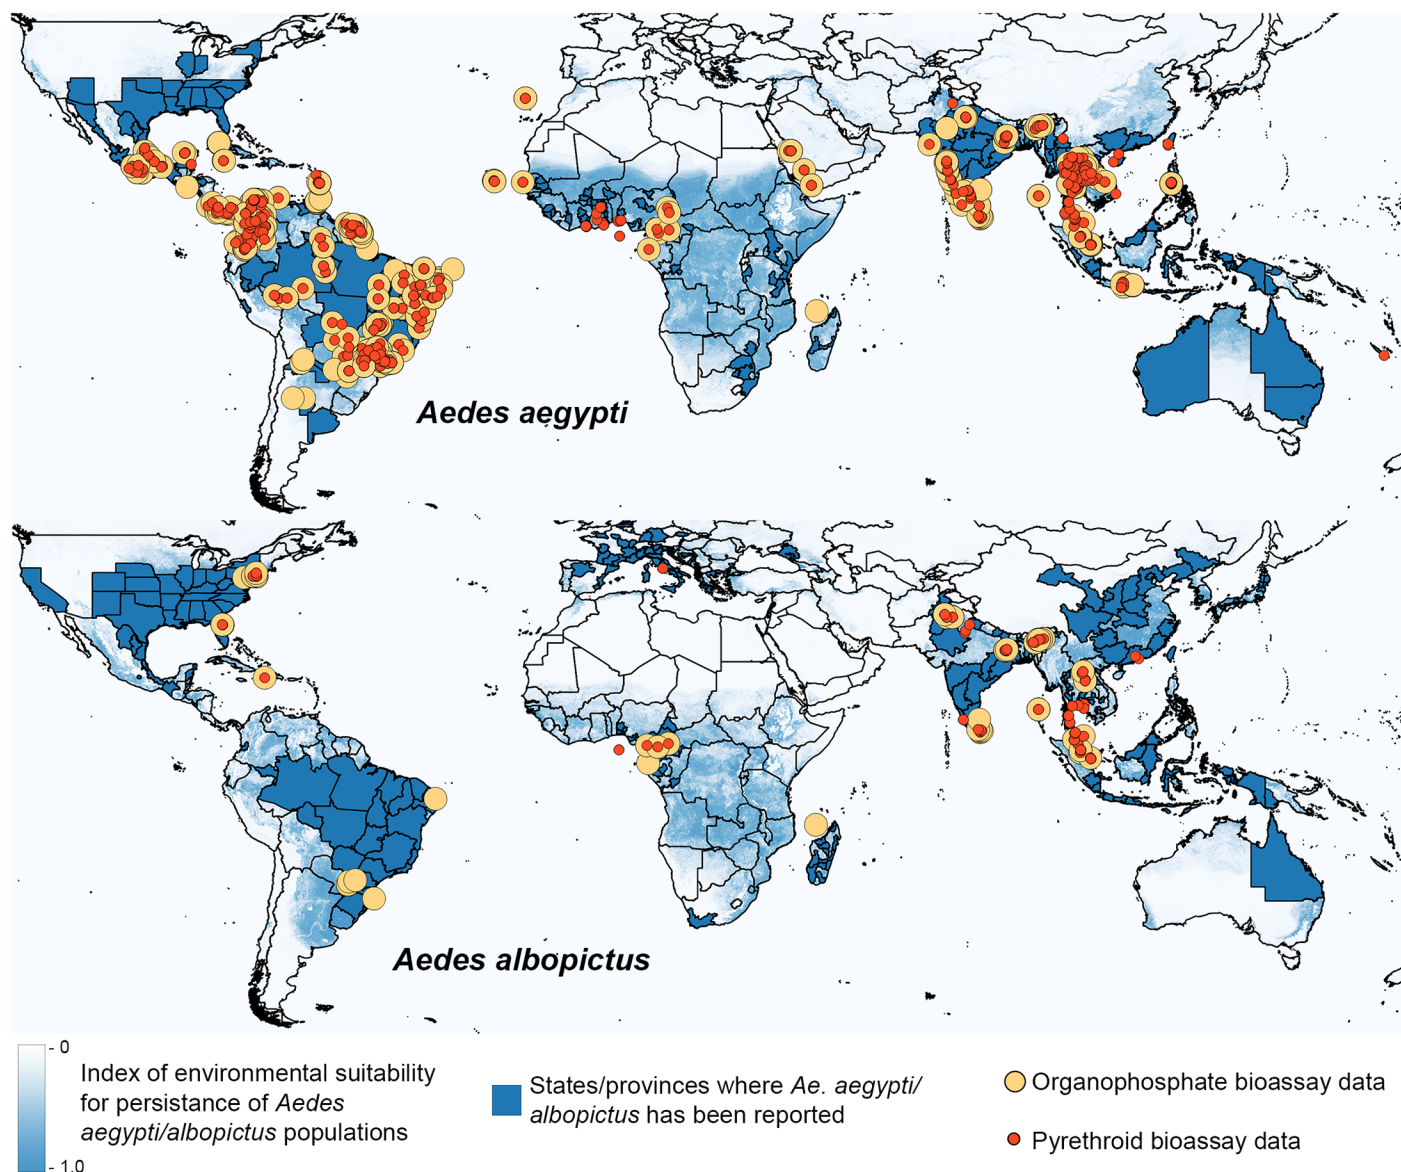 Aedes aegypti
Aedes albopictus
- 0
Index of environmental suitability
for persistance of Aedes
aegypti/albopictus populations
- 1.0
States/provinces where Ae. aegypti/
albopictus has been reported
Organophosphate bioassay data
Pyrethroid bioassay data